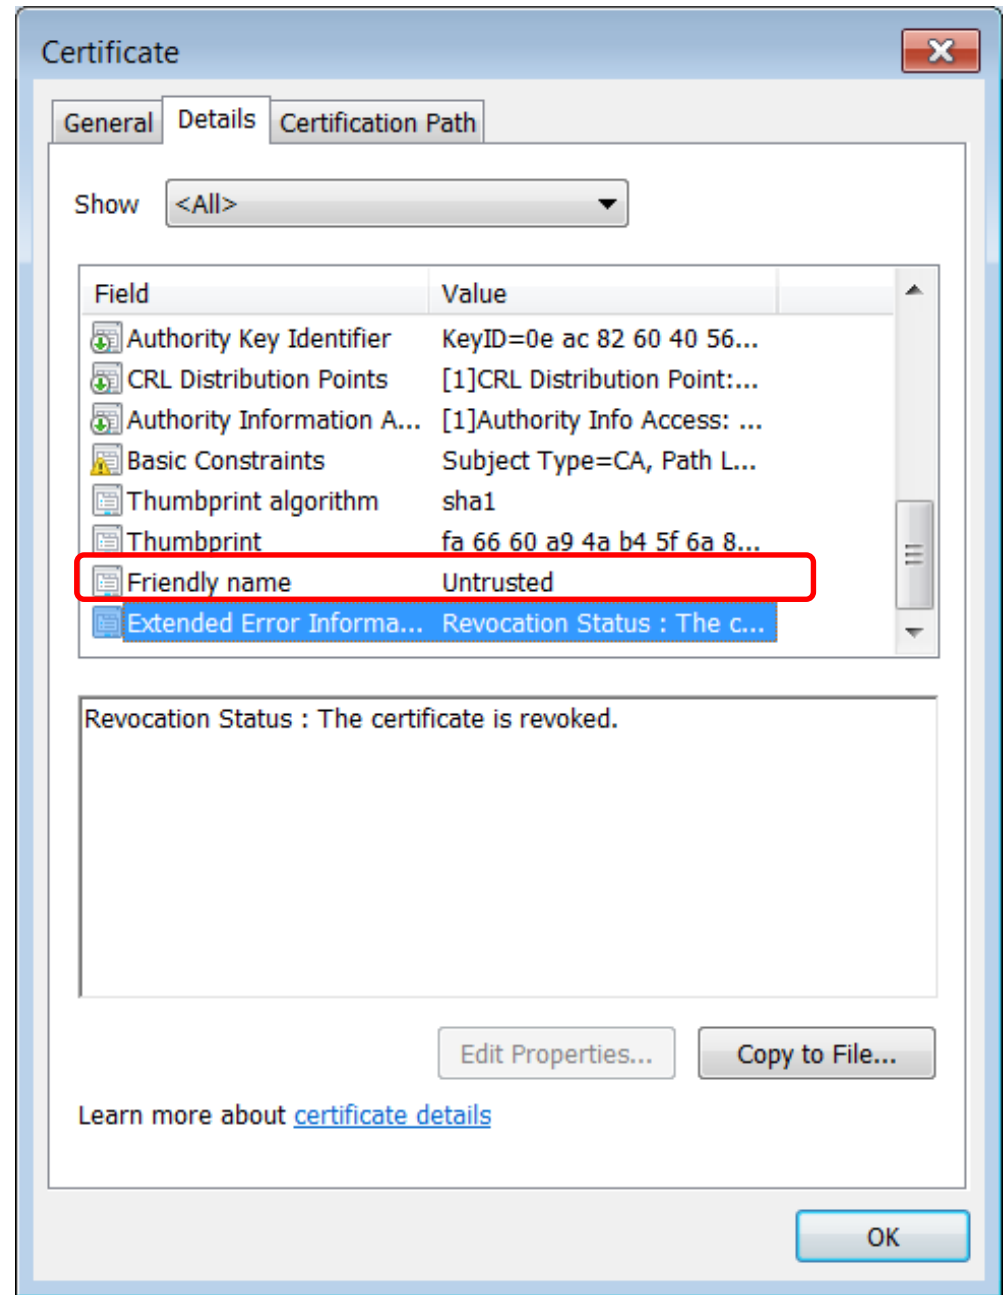 Certificate
General Details Certification Path
Show <All>
Field Value
Authority Key Identifier KeyID=0e ac 82 60 40 56...
CRL Distribution Points [1]CRL Distribution Point:...
Authority Information A... [1]Authority Info Access: ...
Basic Constraints Subject Type=CA, Path L...
Thumbprint algorithm sha1
Thumbprint fa 66 60 a9 4a b4 5f 6a 8...
Friendly name Untrusted
Extended Error Informa... Revocation Status : The c...
Revocation Status : The certificate is revoked.
Edit Properties... Copy to File...
Learn more about certificate details
OK